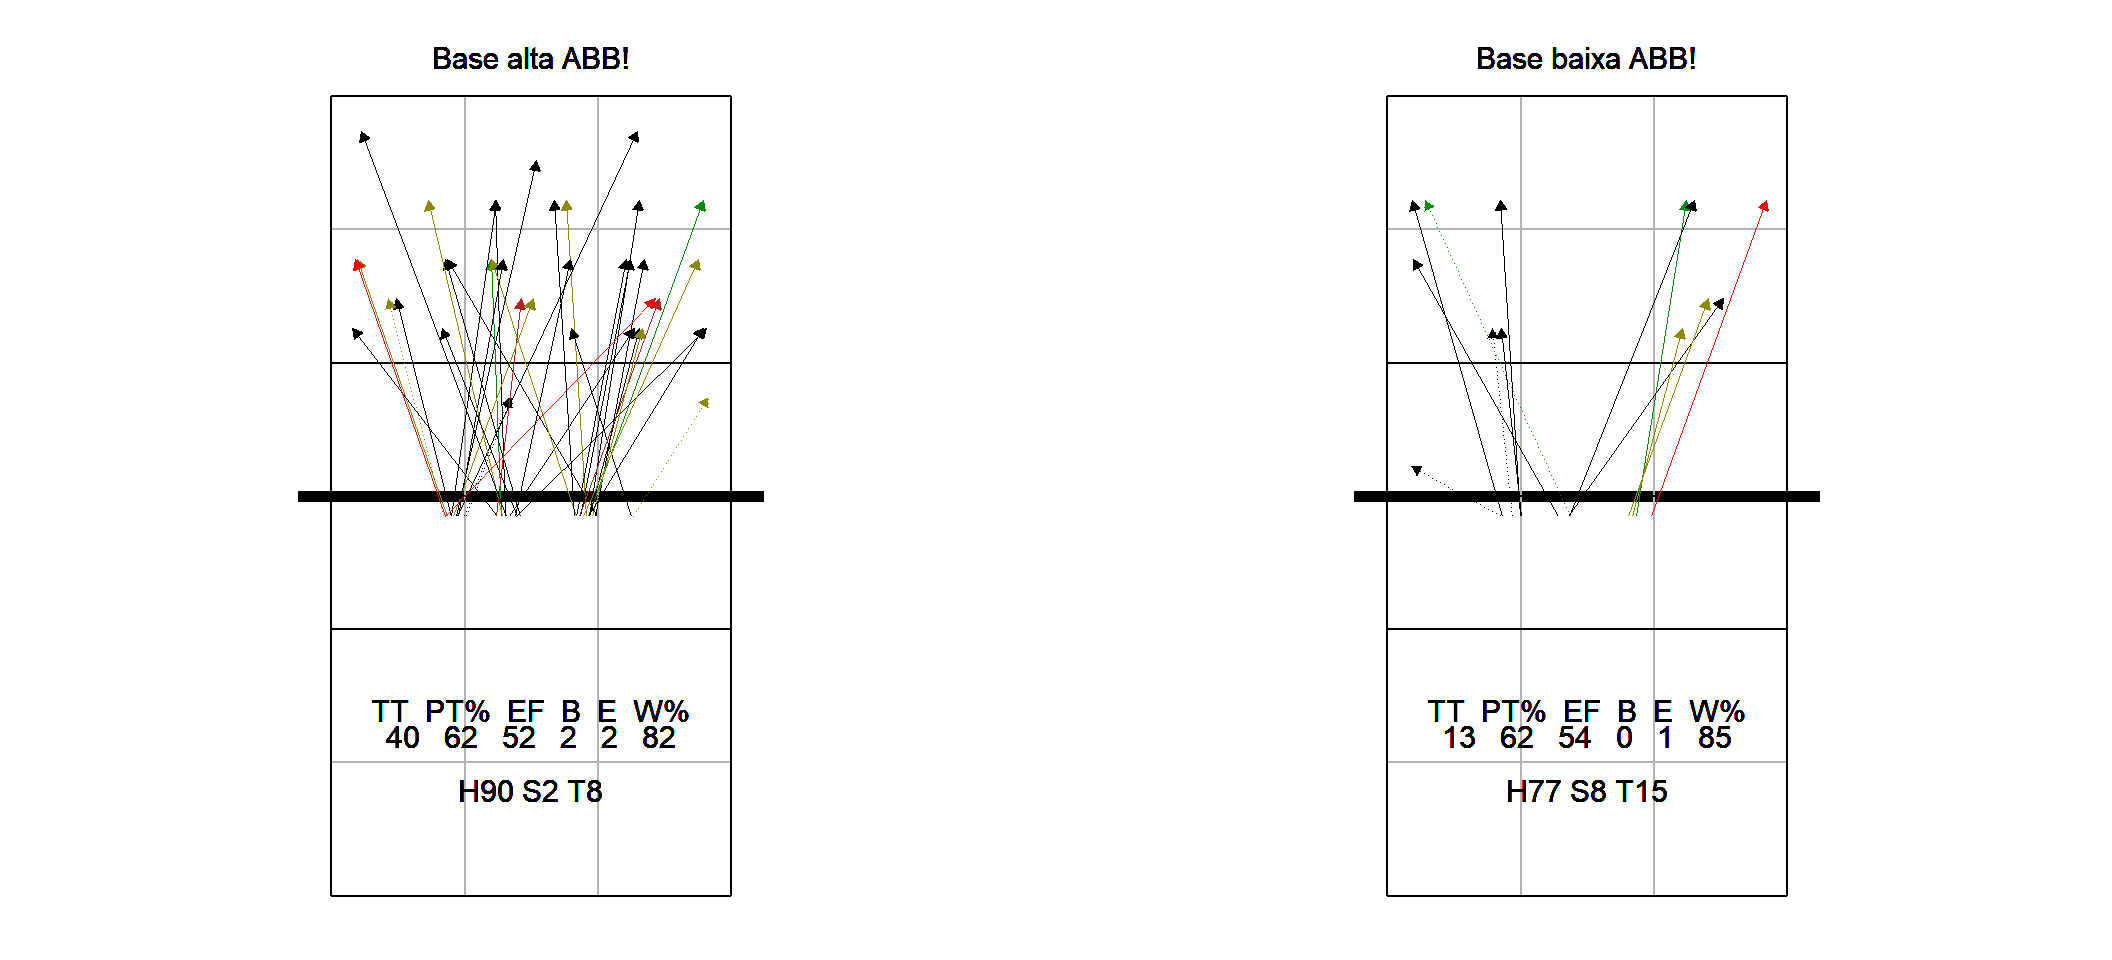 Base alta ABB!
TT PT% EF B E W%
40 62 52 2 2 82
H90 S2 T8
Base baixa ABB!
TT PT% EF B E W%
13 62 54 0 1 85
H77 S8 T15